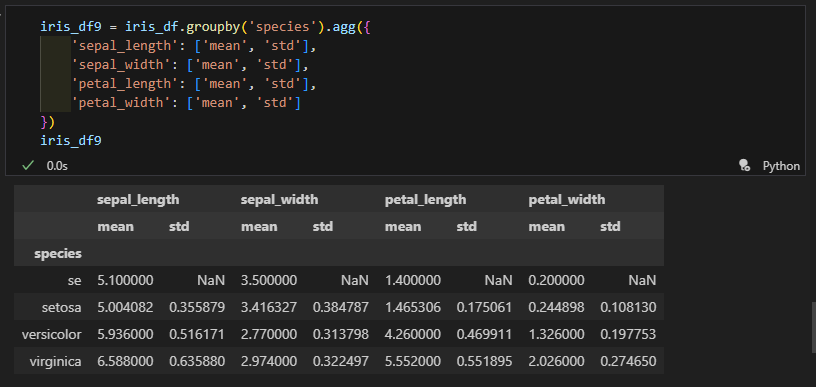 iris_df9 = iris_df.groupby('species').agg({
    'sepal_length': ['mean', 'std'],
    'sepal_width': ['mean', 'std'],
    'petal_length': ['mean', 'std'],
    'petal_width': ['mean', 'std']
})
iris_df9
0.0s Python
sepal_length sepal_width petal_length petal_width
mean std mean std mean std mean std
species
se 5.100000 NaN 3.500000 NaN 1.400000 NaN 0.200000 NaN
setosa 5.004082 0.355879 3.416327 0.384787 1.465306 0.175061 0.244898 0.108130
versicolor 5.936000 0.516171 2.770000 0.313798 4.260000 0.469911 1.326000 0.197753
virginica 6.588000 0.635880 2.974000 0.322497 5.552000 0.551895 2.026000 0.274650